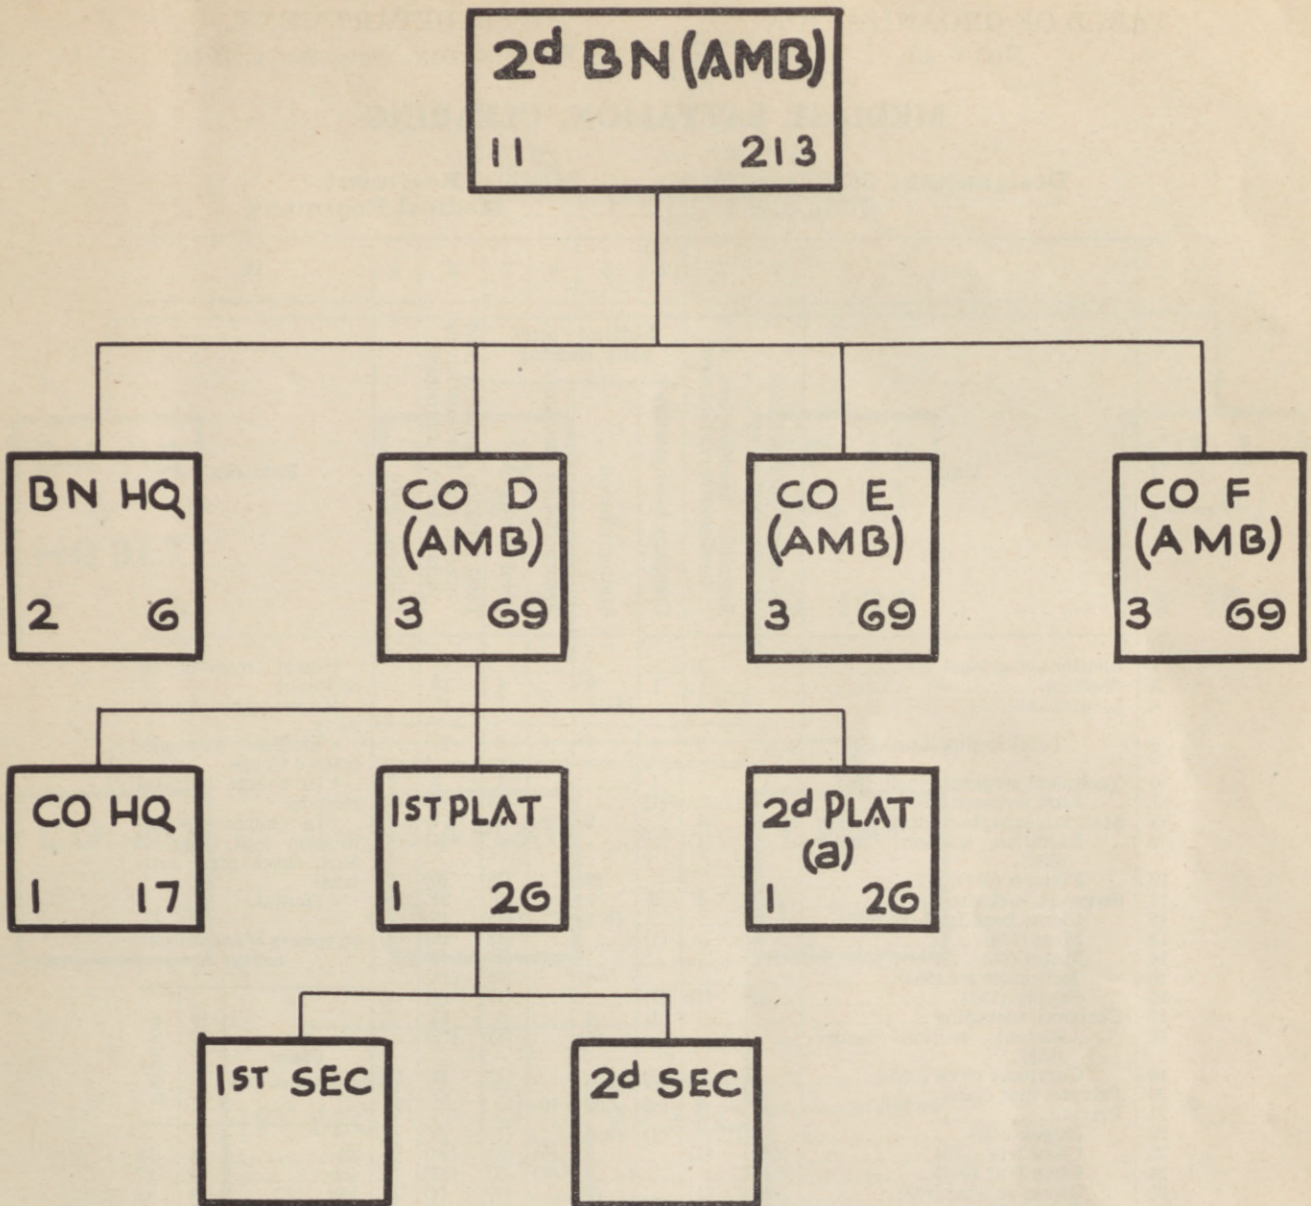 2d BN (AMB)
11 213
BN HQ
2 6
CO D
(AMB)
3 69
CO E
(AMB)
3 69
CO F
(AMB)
3 69
CO HQ
1 17
1ST PLAT
1 26
2d PLAT
(a)
1 26
1ST SEC
2d SEC